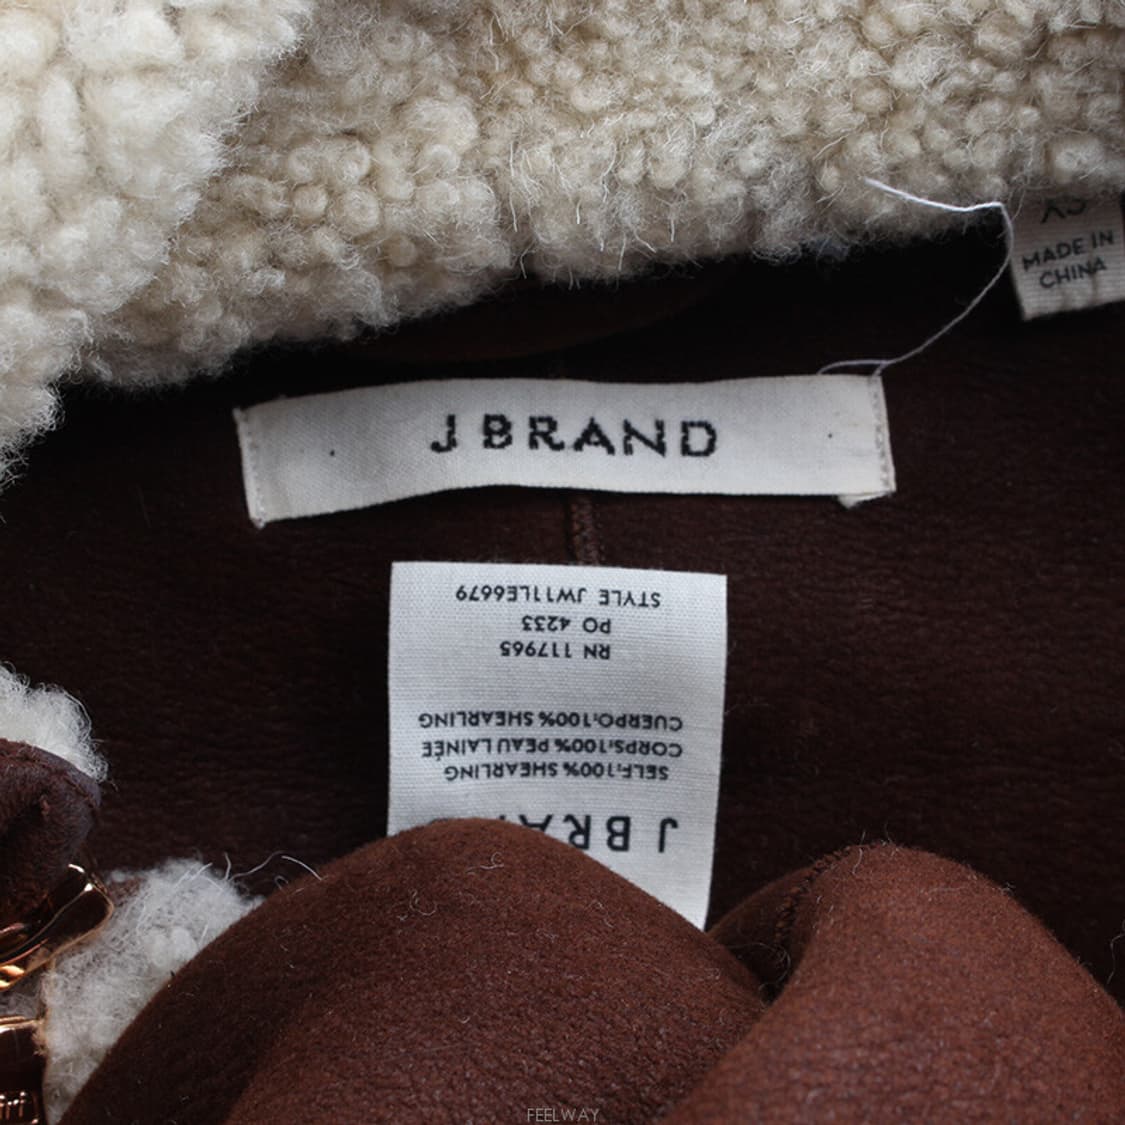 XS
MADE IN
CHINA
J BRAND
STYLE JW11LE6679
PO 4233
RN 117965
CUERPO:100% SHEARLING
CORPS:100% PEAU LAINÉE
SELF:100% SHEARLING
FEELWAY